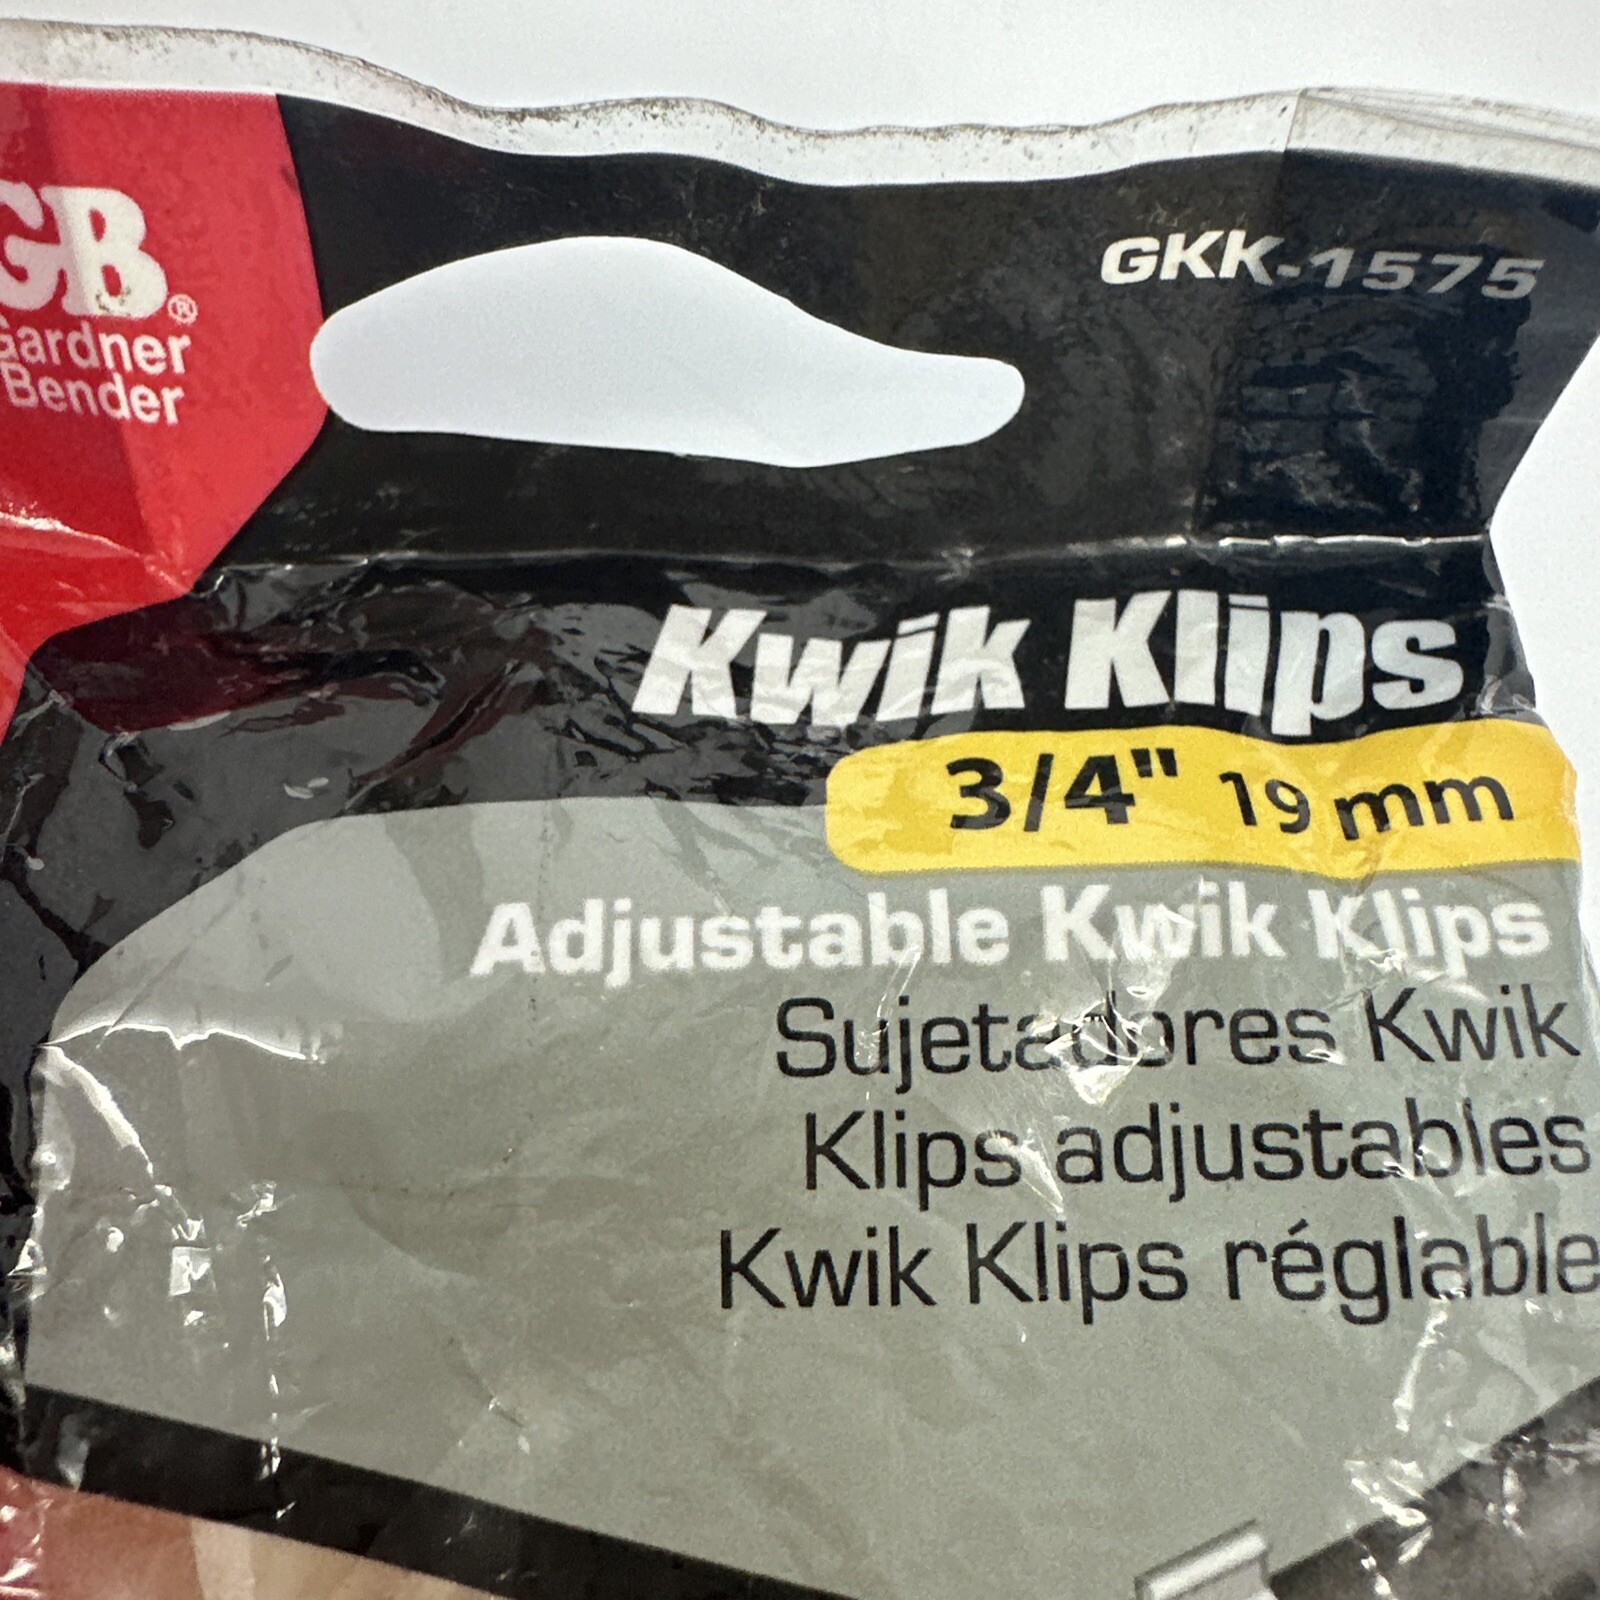 GB®
Gardner
Bender
GKK-1575
Kwik Klips
3/4" 19 mm
Adjustable Kwik Klips
Sujetadores Kwik
Klips adjustables
Kwik Klips réglable